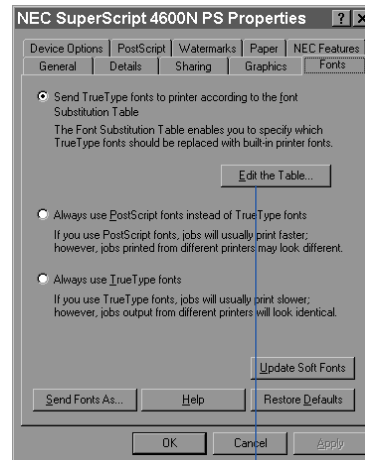 NEC SuperScript 4600N PS Properties
Device Options PostScript Watermarks Paper NEC Features
General Details Sharing Graphics Fonts
Send TrueType fonts to printer according to the font
Substitution Table
The Font Substitution Table enables you to specify which
TrueType fonts should be replaced with built-in printer fonts.
Edit the Table...
Always use PostScript fonts instead of TrueType fonts
If you use PostScript fonts, jobs will usually print faster;
however, jobs printed from different printers may look different.
Always use TrueType fonts
If you use TrueType fonts, jobs will usually print slower;
however, jobs output from different printers will look identical.
Update Soft Fonts
Send Fonts As... Help Restore Defaults
OK Cancel Apply